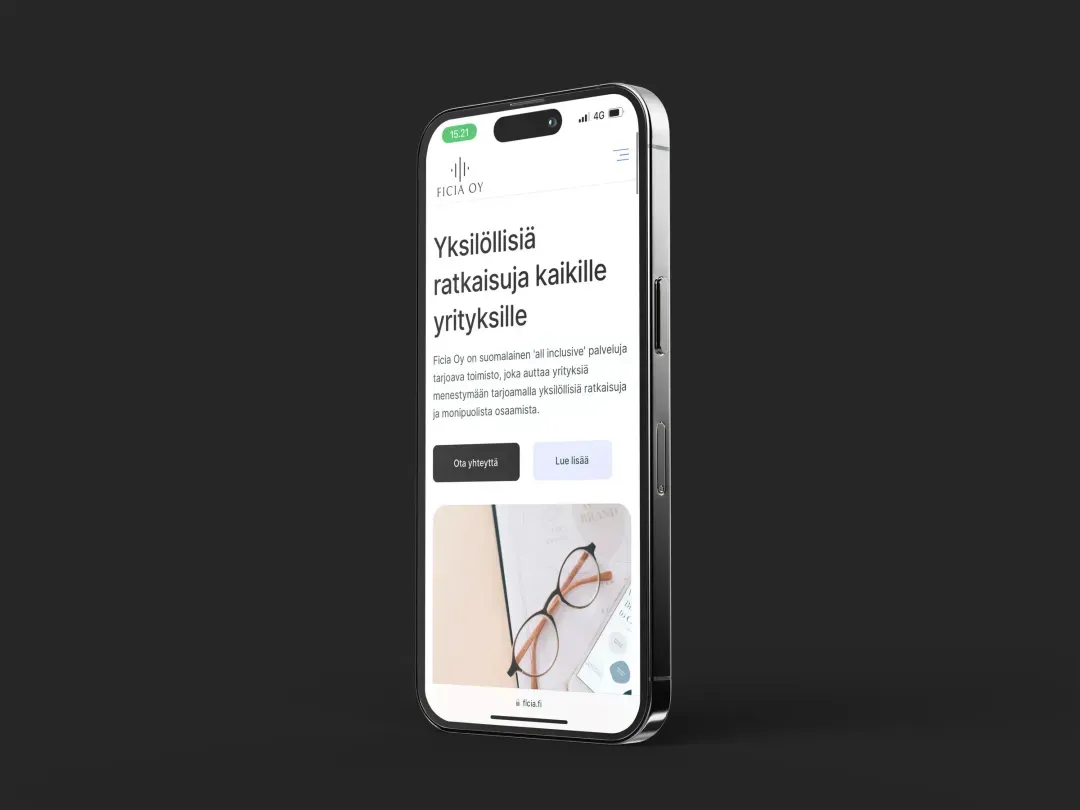 15:21
4G
FICIA OY
Yksilöllisiä
ratkaisuja kaikille
yrityksille
Ficia Oy on suomalainen 'all inclusive' palveluja
tarjoava toimisto, joka auttaa yrityksiä
menestymään tarjoamalla yksilöllisiä ratkaisuja
ja monipuolista osaamista.
Ota yhteyttä
Lue lisää
BRAND
ficia.fi